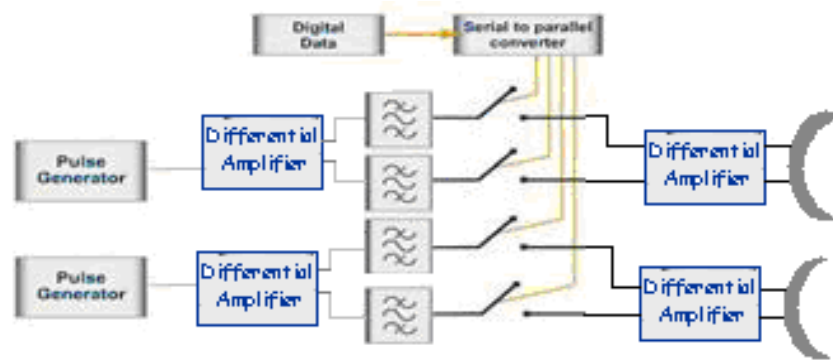 Digital
Data
Serial to parallel
converter
Differential
Amplifier
Pulse
Generator
Differential
Amplifier
Differential
Amplifier
Pulse
Generator
Differential
Amplifier